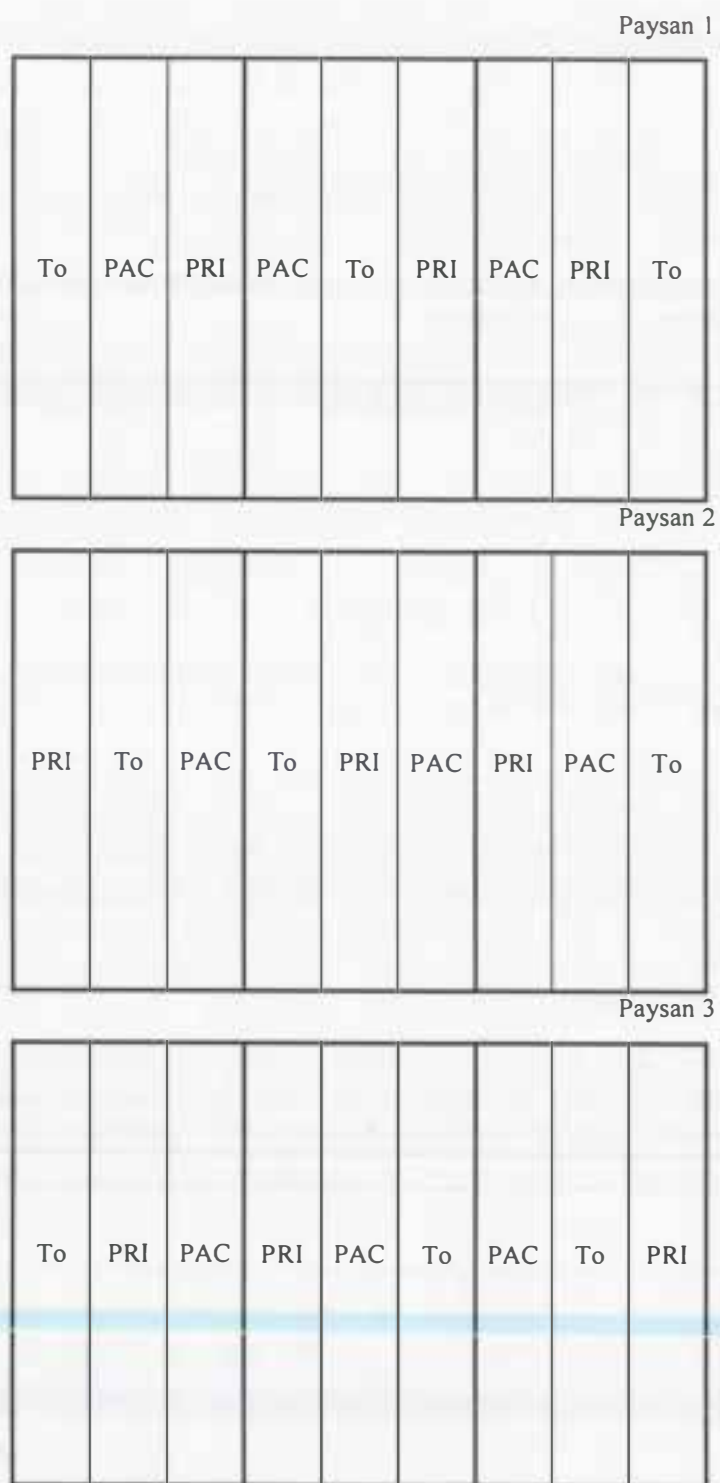 Paysan 1
To PAC PRI PAC To PRI PAC PRI To
Paysan 2
PRI To PAC To PRI PAC PRI PAC To
Paysan 3
To PRI PAC PRI PAC To PAC To PRI